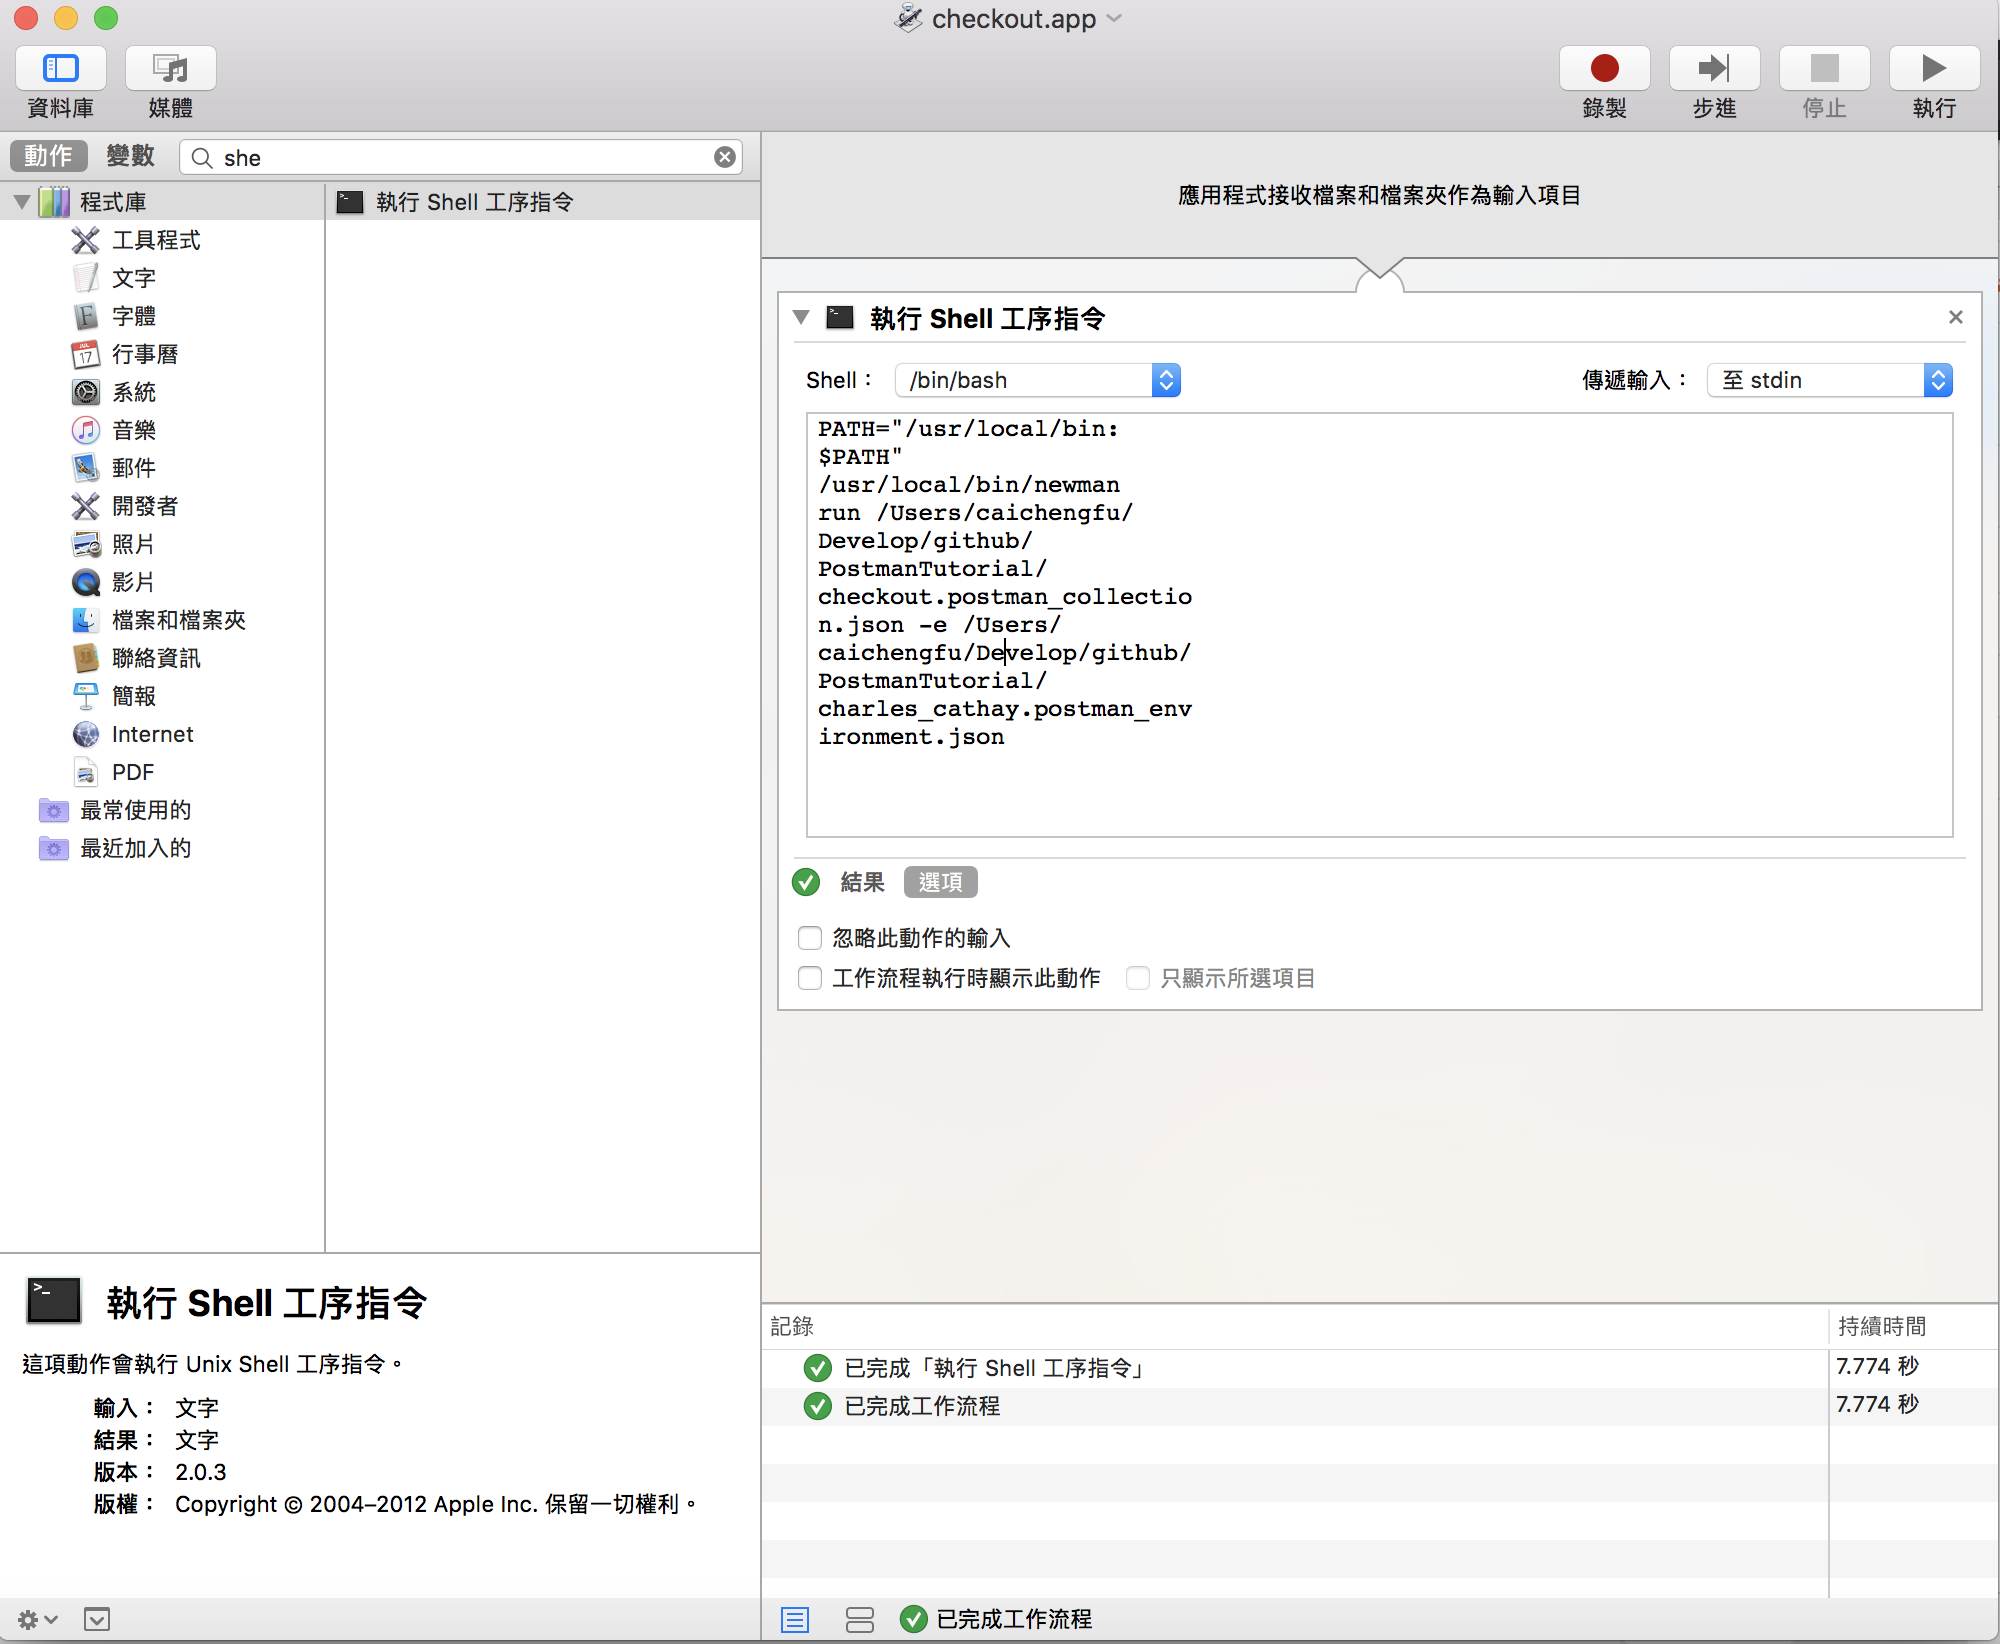 checkout.app
資料庫
媒體
錄製
步進
停止
執行
動作
變數
she
程式庫
工具程式
文字
字體
JUL
17
行事曆
系統
音樂
郵件
開發者
照片
影片
檔案和檔案夾
聯絡資訊
簡報
Internet
PDF
最常使用的
最近加入的
執行 Shell 工序指令
應用程式接收檔案和檔案夾作為輸入項目
執行 Shell 工序指令
Shell：
/bin/bash
傳遞輸入：
至 stdin
PATH="/usr/local/bin:
$PATH"
/usr/local/bin/newman
run /Users/caichengfu/
Develop/github/
PostmanTutorial/
checkout.postman_collectio
n.json -e /Users/
caichengfu/Develop/github/
PostmanTutorial/
charles_cathay.postman_env
ironment.json
結果
選項
忽略此動作的輸入
工作流程執行時顯示此動作
只顯示所選項目
執行 Shell 工序指令
這項動作會執行 Unix Shell 工序指令。
輸入： 文字
結果： 文字
版本： 2.0.3
版權： Copyright © 2004–2012 Apple Inc. 保留一切權利。
記錄
持續時間
已完成「執行 Shell 工序指令」
7.774 秒
已完成工作流程
7.774 秒
已完成工作流程